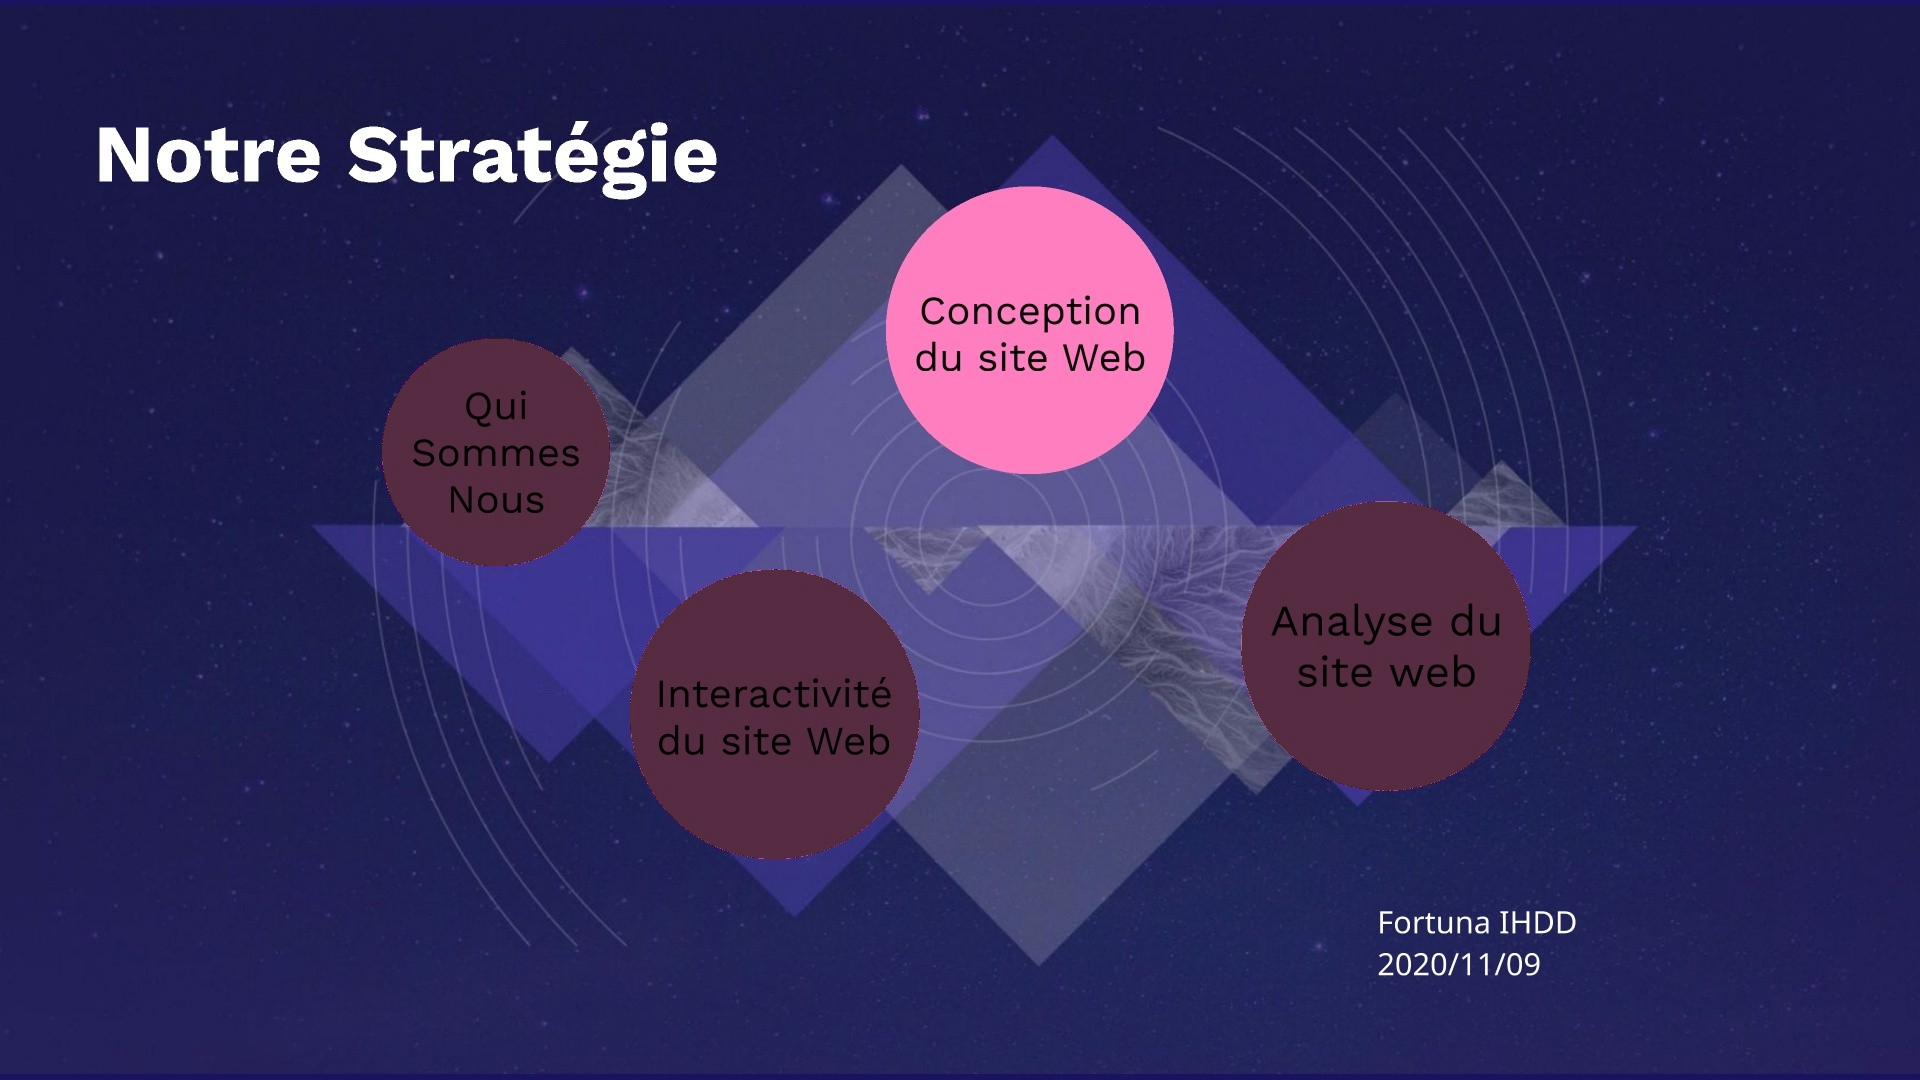 Notre Stratégie
Qui
Sommes
Nous
Interactivité
du site Web
Conception
du site Web
Analyse du
site web
Fortuna IHDD
2020/11/09